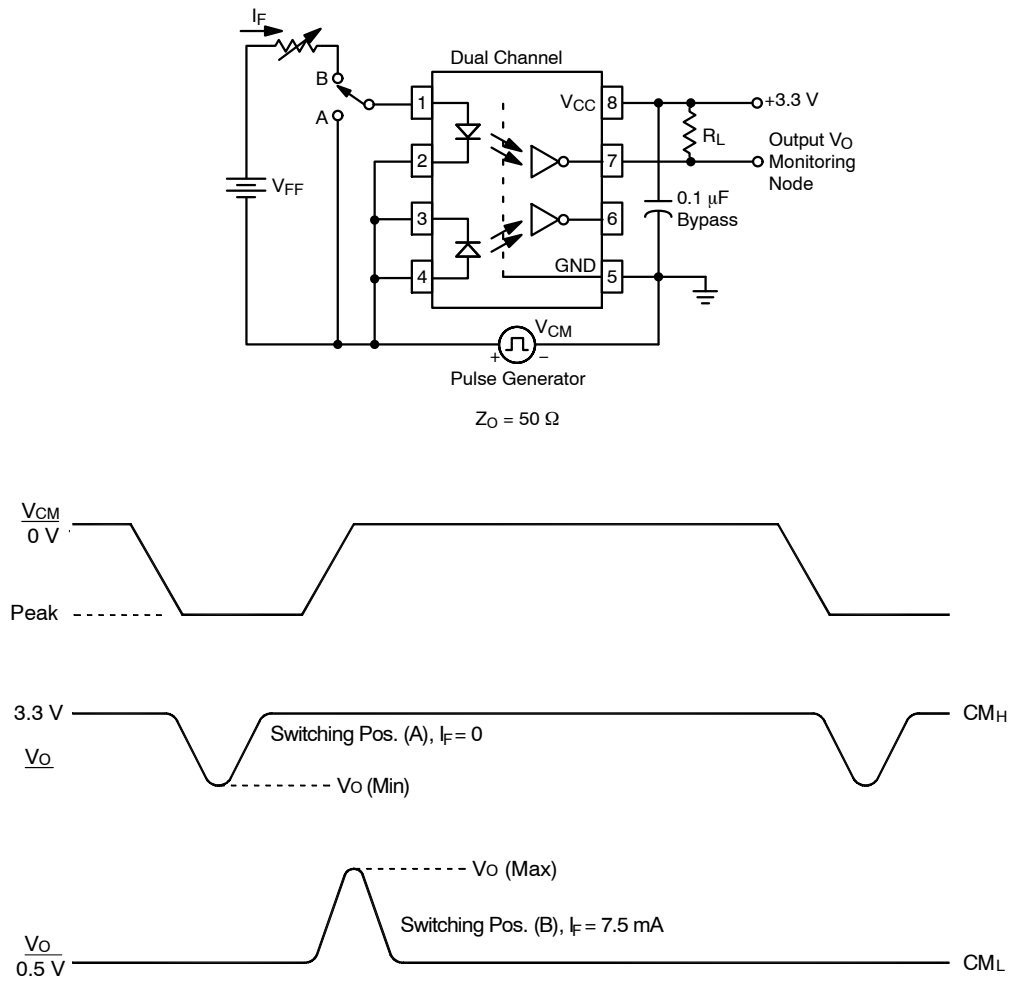 IF
Dual Channel
B
A
1
VCC
8
+3.3 V
RL
Output VO
Monitoring
Node
2
7
VFF
3
6
0.1 μF
Bypass
4
GND
5
VCM
+
−
Pulse Generator
ZO = 50 Ω
VCM
0 V
Peak
3.3 V
CMH
Switching Pos. (A), IF = 0
VO
VO (Min)
VO (Max)
Switching Pos. (B), IF = 7.5 mA
VO
0.5 V
CML